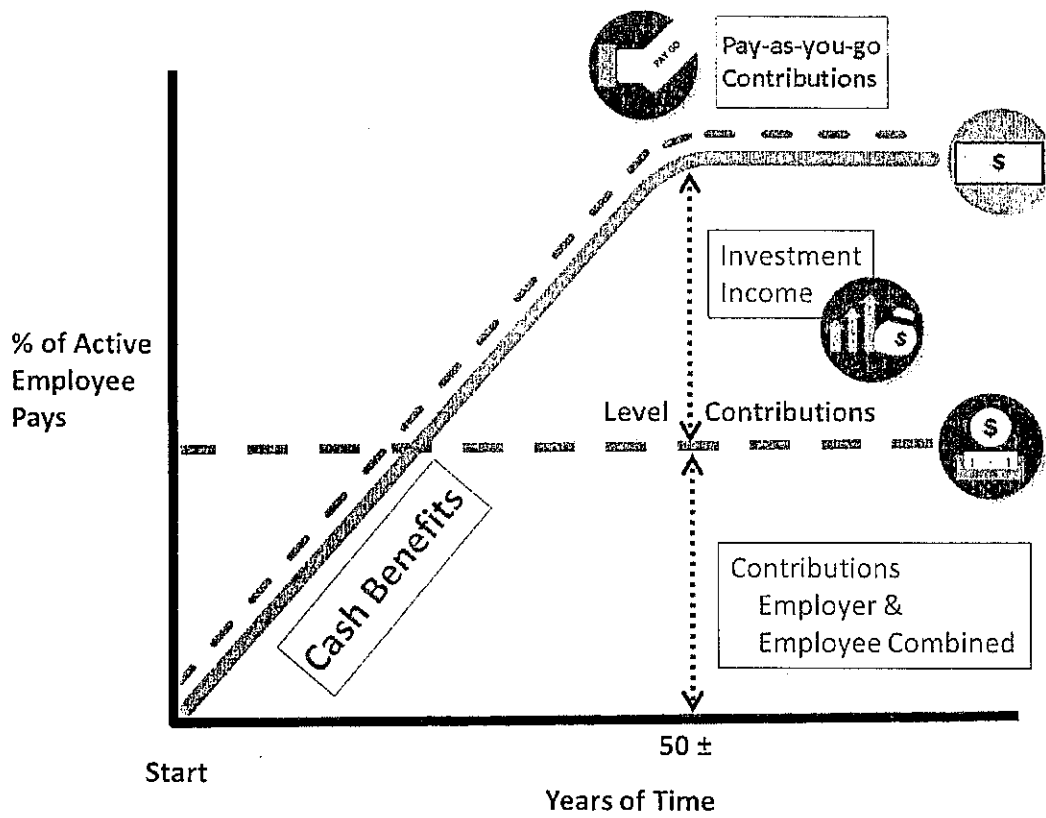 PAY GO
Pay-as-you-go
Contributions
$
Investment
Income
$
% of Active
Employee
Pays
Level Contributions
$
Cash Benefits
Contributions
Employer &
Employee Combined
50 ±
Start
Years of Time